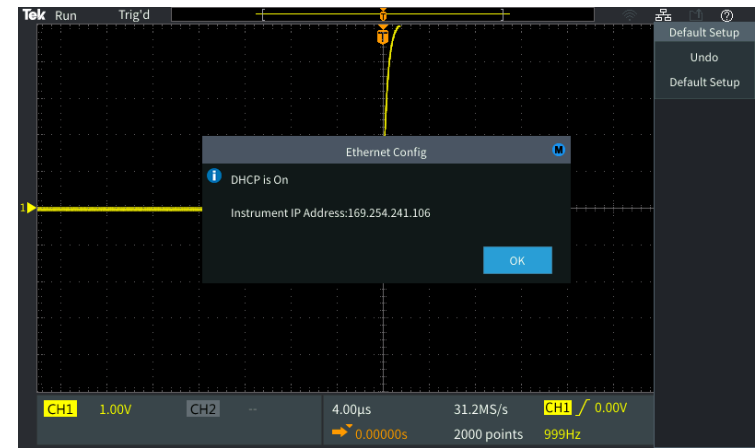 Tek Run Trig'd
Default Setup
Undo
Default Setup
T
T
Ethernet Config
M
i DHCP is On
Instrument IP Address:169.254.241.106
OK
1
CH1 1.00V CH2 -- 4.00µs 31.2MS/s CH1 0.00V
0.00000s 2000 points 999Hz